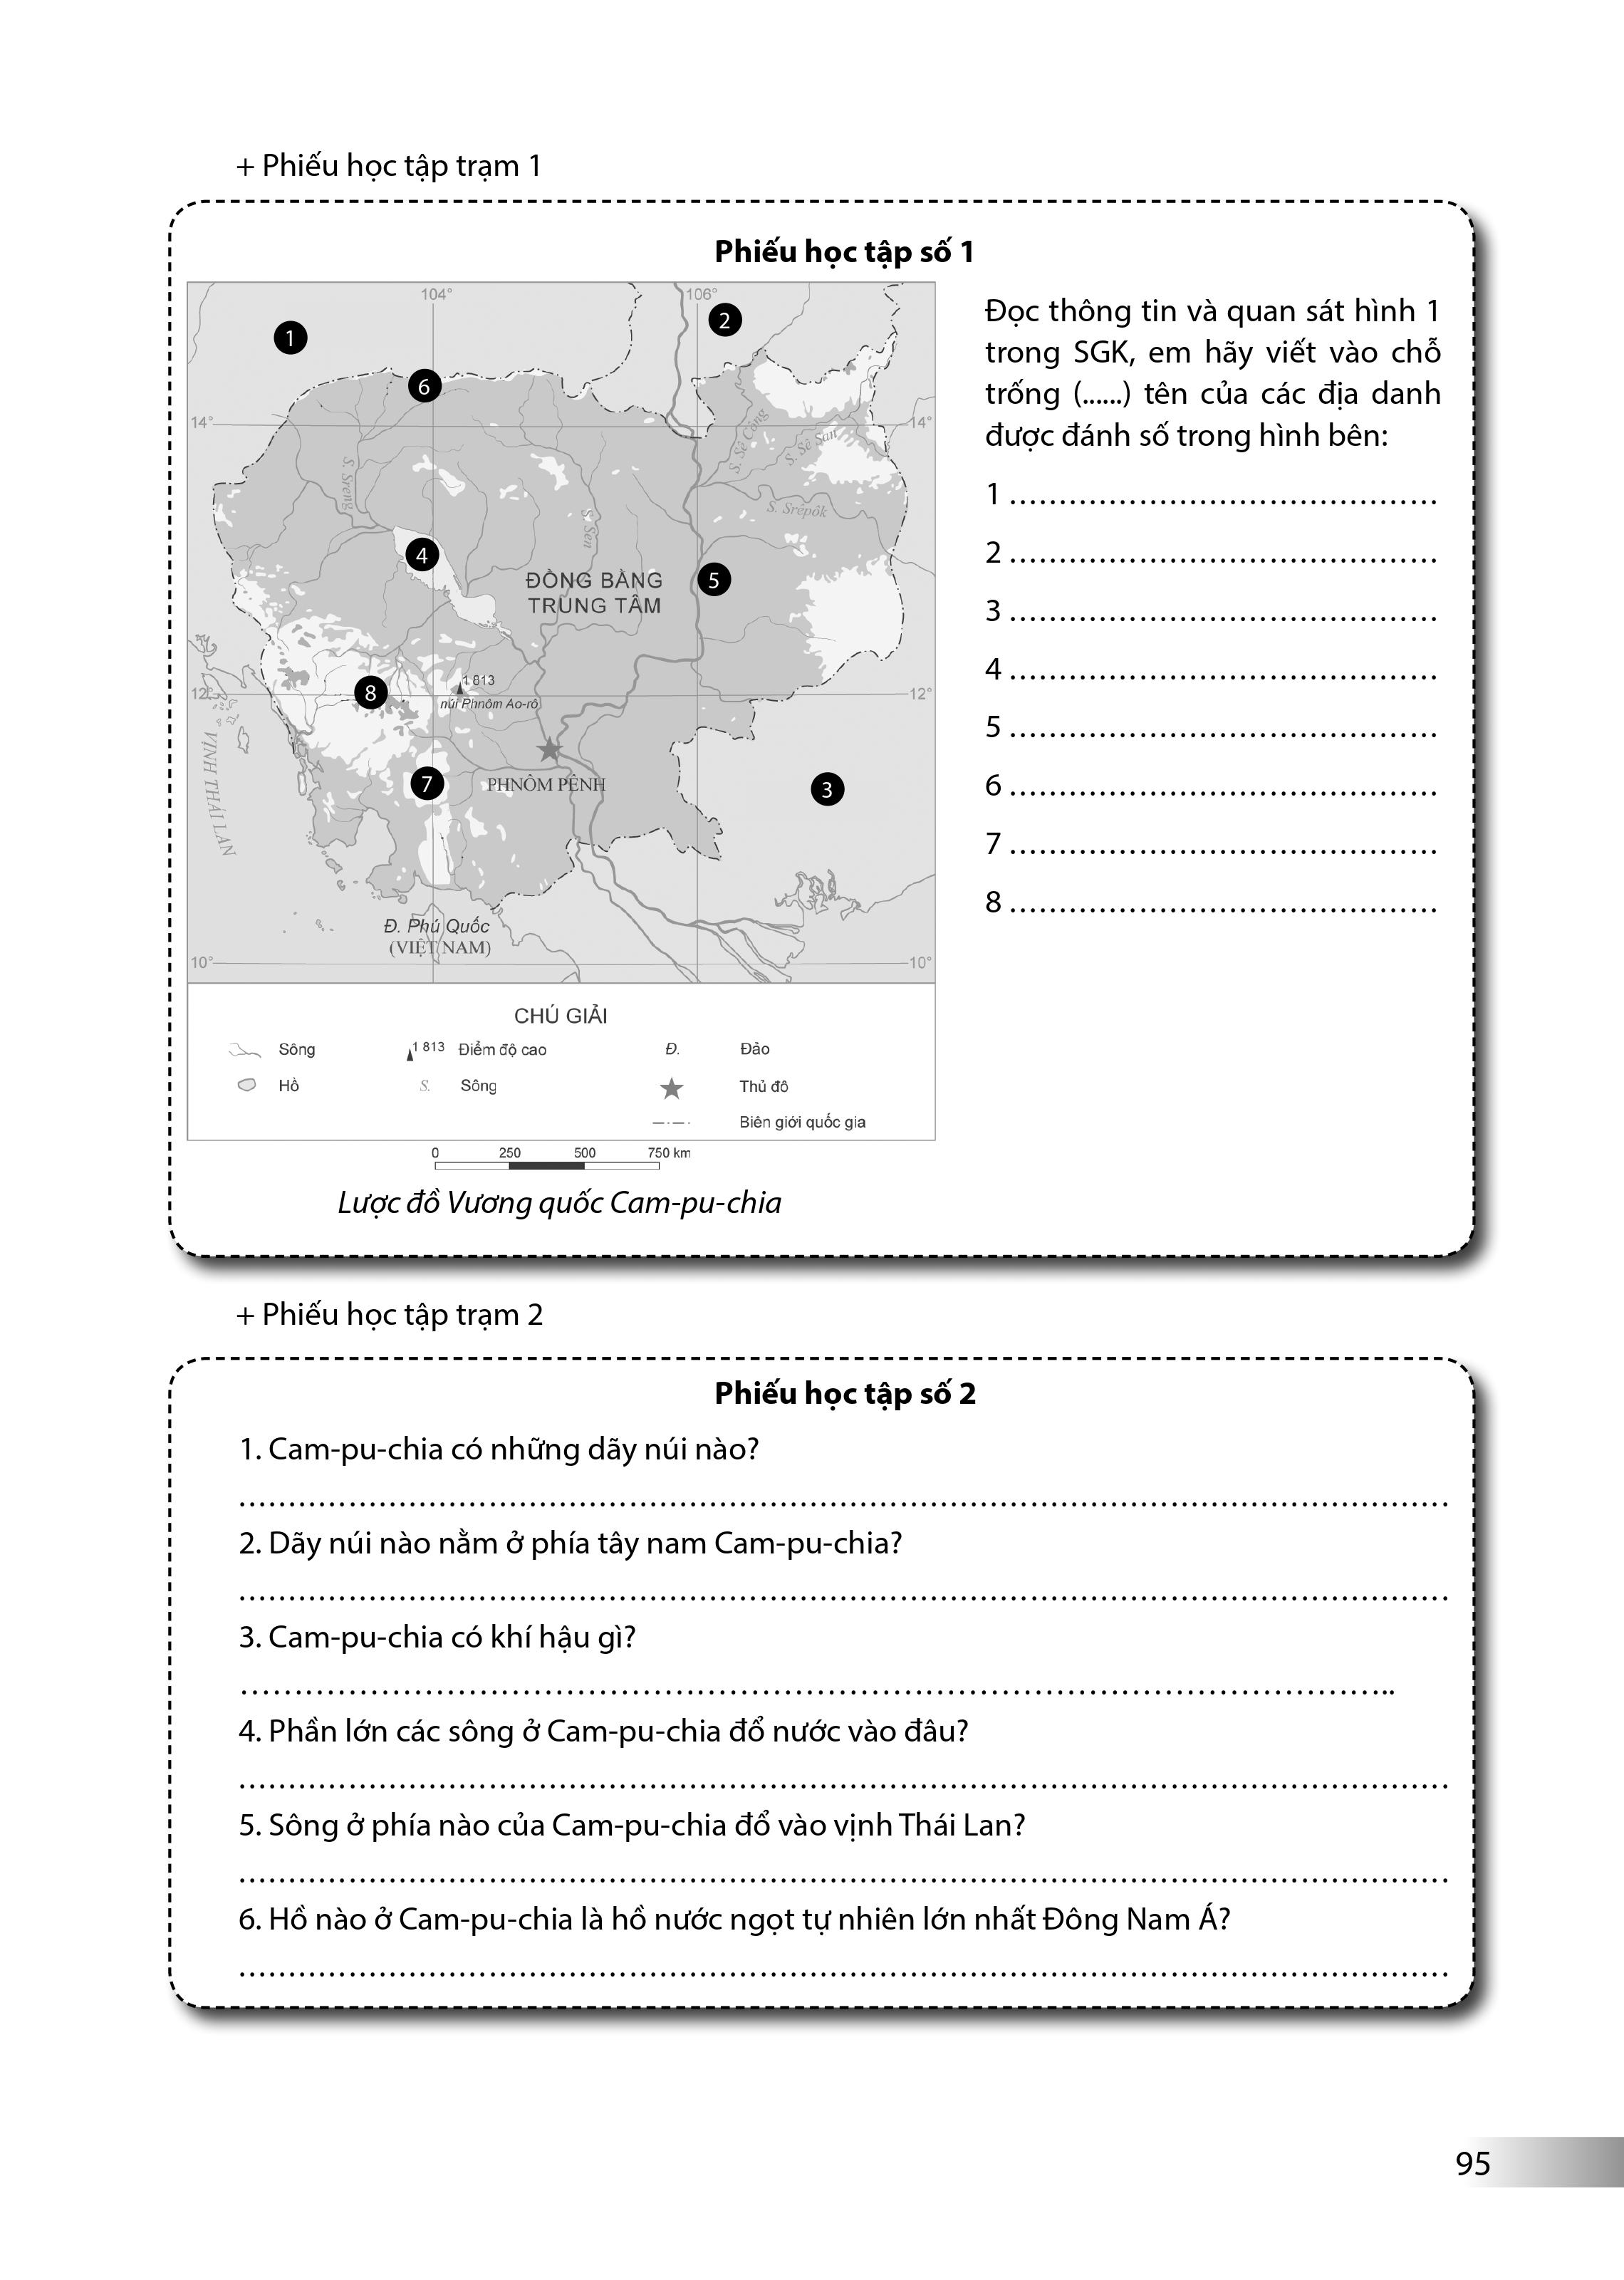 + Phiếu học tập trạm 1
Phiếu học tập số 1
104°
106°
1
2
6
14°
14°
S. Sreng
S. Sen
S. Sê Công
S. Sê San
S. Srêpôk
4
5
ĐỒNG BẰNG
TRUNG TÂM
12°
12°
8
1 813
núi Phnôm Ao-rô
VỊNH THÁI LAN
7
PHNÔM PÊNH
3
Đ. Phú Quốc
(VIỆT NAM)
10°
10°
CHÚ GIẢI
Sông
1 813 Điểm độ cao
Đ. Đảo
Hồ
S. Sông
Thủ đô
Biên giới quốc gia
0 250 500 750 km
Lược đồ Vương quốc Cam-pu-chia
Đọc thông tin và quan sát hình 1
trong SGK, em hãy viết vào chỗ
trống (......) tên của các địa danh
được đánh số trong hình bên:
1 ....................................................
2 ....................................................
3 ....................................................
4 ....................................................
5 ....................................................
6 ....................................................
7 ....................................................
8 ....................................................
+ Phiếu học tập trạm 2
Phiếu học tập số 2
1. Cam-pu-chia có những dãy núi nào?
....................................................
2. Dãy núi nào nằm ở phía tây nam Cam-pu-chia?
....................................................
3. Cam-pu-chia có khí hậu gì?
....................................................
4. Phần lớn các sông ở Cam-pu-chia đổ nước vào đâu?
....................................................
5. Sông ở phía nào của Cam-pu-chia đổ vào vịnh Thái Lan?
....................................................
6. Hồ nào ở Cam-pu-chia là hồ nước ngọt tự nhiên lớn nhất Đông Nam Á?
....................................................
95